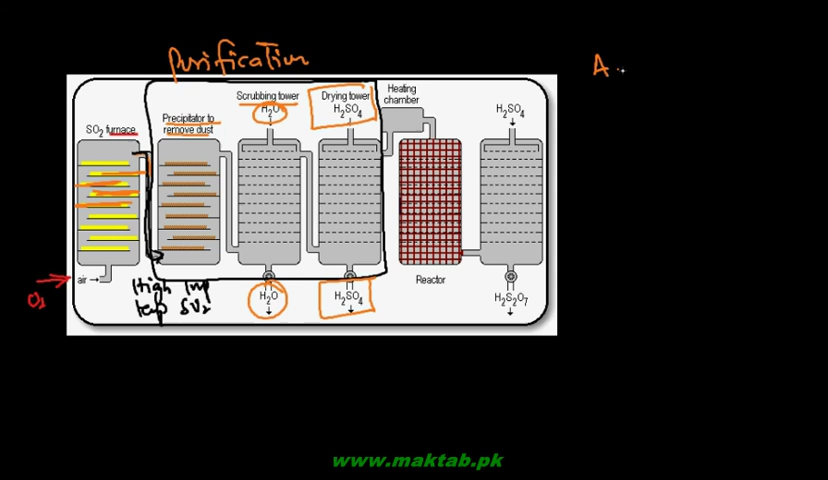 Purification
A
SO2 furnace
Precipitator to
remove dust
Scrubbing tower
H2O
Drying tower
H2SO4
Heating
chamber
H2SO4
O2
air
High Imp
temp SO2
H2O
H2SO4
Reactor
H2S2O7
www.maktab.pk